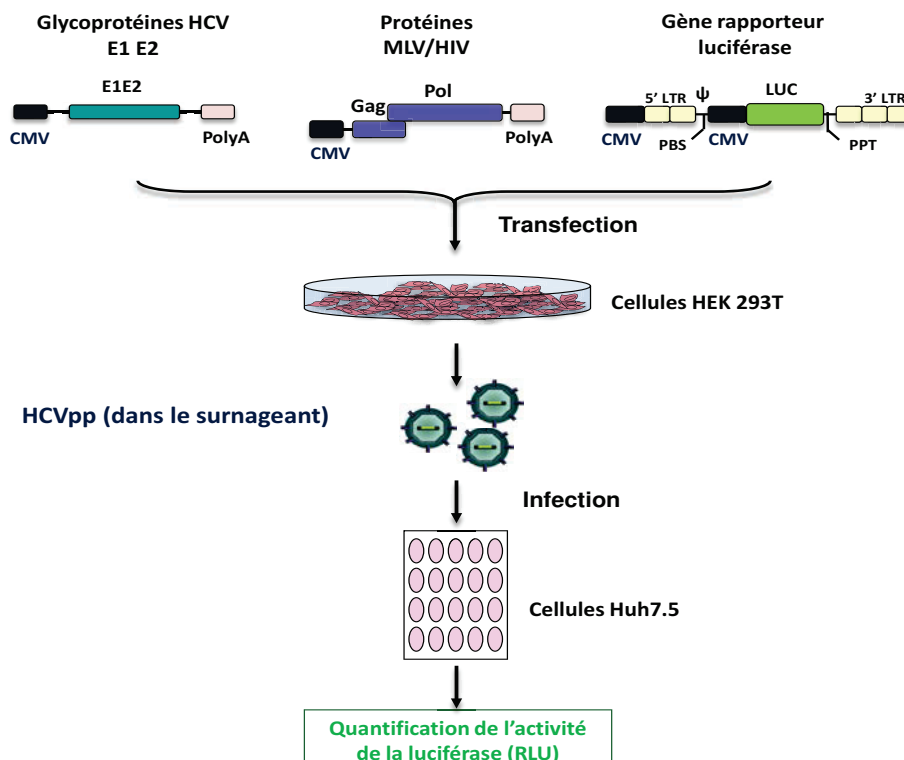 Glycoprotéines HCV
E1 E2
Protéines
MLV/HIV
Gène rapporteur
luciférase
E1E2
CMV
PolyA
Gag
Pol
CMV
PolyA
5’ LTR
ψ
LUC
3’ LTR
CMV
PBS
CMV
PPT
Transfection
Cellules HEK 293T
HCVpp (dans le surnageant)
Infection
Cellules Huh7.5
Quantification de l’activité
de la luciférase (RLU)